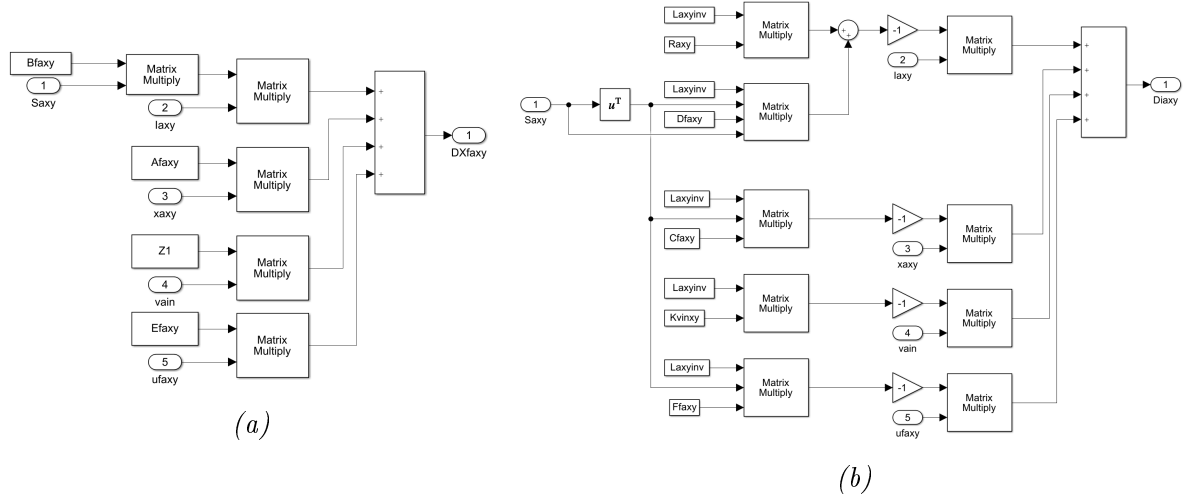 Bfaxy
1
Saxy
Matrix
Multiply
2
Iaxy
Matrix
Multiply
Afaxy
3
xaxy
Matrix
Multiply
Z1
4
vain
Matrix
Multiply
Efaxy
5
ufaxy
Matrix
Multiply
+
+
+
+
1
DXfaxy
(a)
1
Saxy
uT
Laxyinv
Raxy
Matrix
Multiply
Laxyinv
Dfaxy
Matrix
Multiply
+
+
-1
2
Iaxy
Matrix
Multiply
Laxyinv
Cfaxy
Matrix
Multiply
-1
3
xaxy
Matrix
Multiply
Laxyinv
Kvinxy
Matrix
Multiply
-1
4
vain
Matrix
Multiply
Laxyinv
Ffaxy
Matrix
Multiply
-1
5
ufaxy
Matrix
Multiply
+
+
+
+
1
Diaxy
(b)